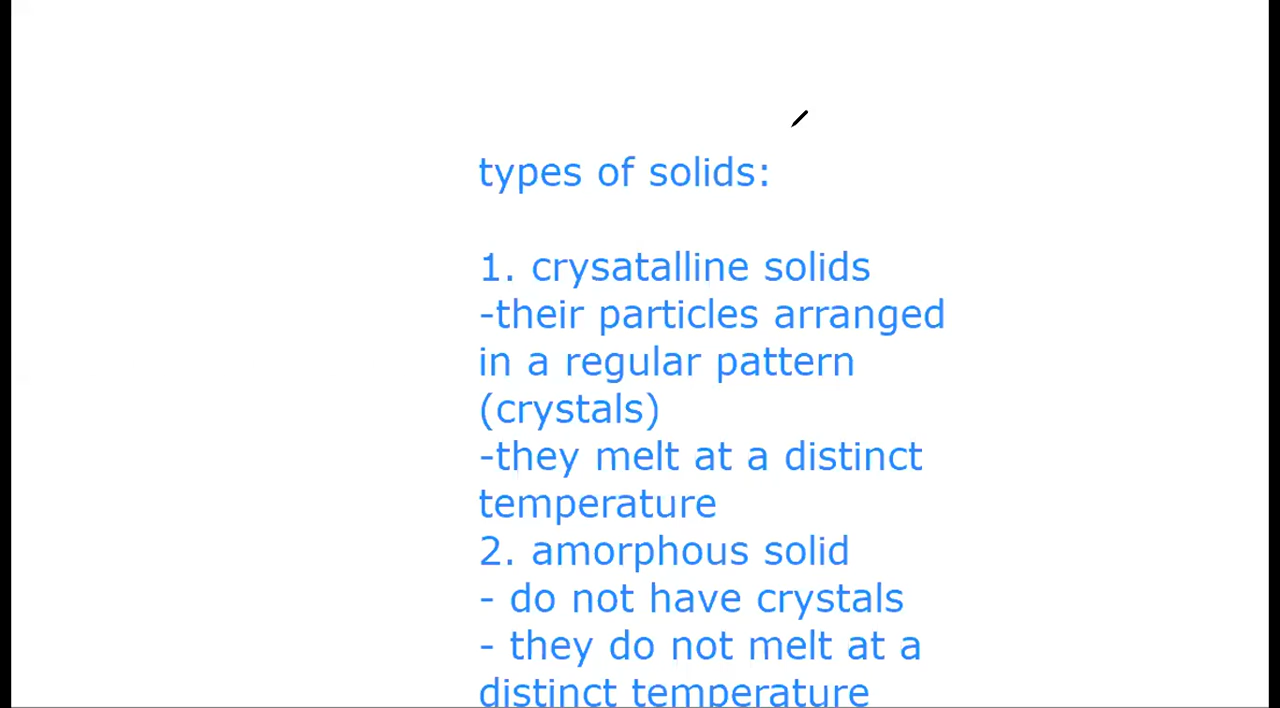 types of solids:
1. crysatalline solids
-their particles arranged
in a regular pattern
(crystals)
-they melt at a distinct
temperature
2. amorphous solid
- do not have crystals
- they do not melt at a
distinct temperature